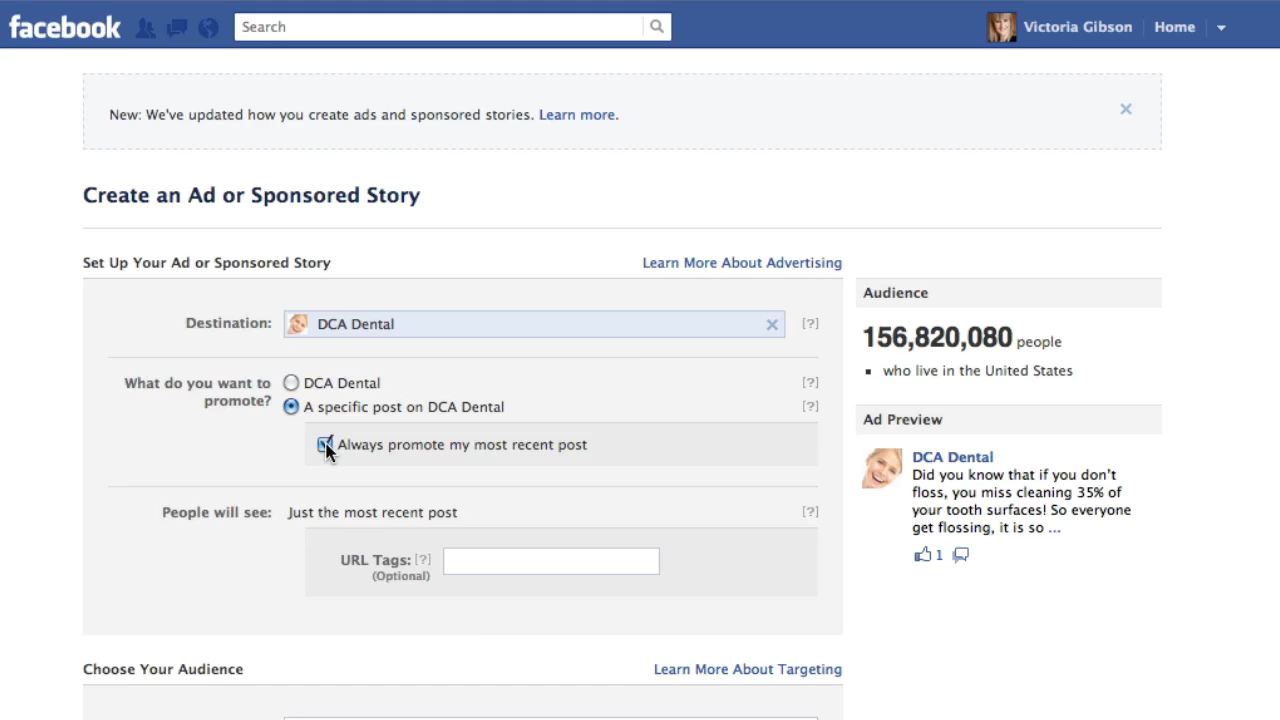 facebook
Search
Victoria Gibson
Home
New: We've updated how you create ads and sponsored stories. Learn more.
Create an Ad or Sponsored Story
Set Up Your Ad or Sponsored Story
Learn More About Advertising
Destination:
DCA Dental
[?]
What do you want to
promote?
DCA Dental
[?]
A specific post on DCA Dental
[?]
Always promote my most recent post
People will see:
Just the most recent post
[?]
URL Tags: [?]
(Optional)
Choose Your Audience
Learn More About Targeting
Audience
156,820,080 people
who live in the United States
Ad Preview
DCA Dental
Did you know that if you don't
floss, you miss cleaning 35% of
your tooth surfaces! So everyone
get flossing, it is so ...
1